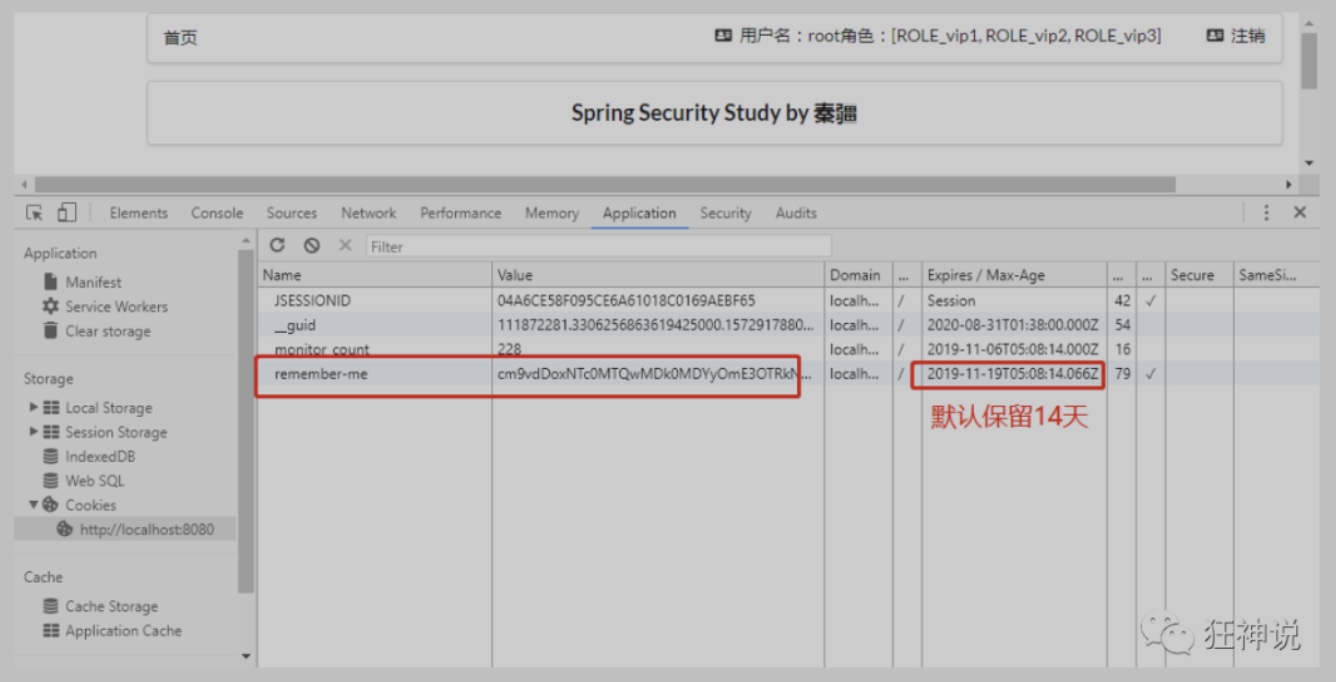 首页
用户名：root角色：[ROLE_vip1, ROLE_vip2, ROLE_vip3]
注销
Spring Security Study by 秦疆
Elements Console Sources Network Performance Memory Application Security Audits
Application
Manifest
Service Workers
Clear storage
Storage
Local Storage
Session Storage
IndexedDB
Web SQL
Cookies
http://localhost:8080
Cache
Cache Storage
Application Cache
Filter
Name Value Domain ... Expires / Max-Age ... ... Secure SameSi...
JSESSIONID 04A6CE58F095CE6A61018C0169AEBF65 localh... / Session 42 ✓
__guid 111872281.3306256863619425000.1572917880... localh... / 2020-08-31T01:38:00.000Z 54
monitor_count 228 localh... / 2019-11-06T05:08:14.000Z 16
remember-me cm9vdDoxNTc0MTQwMDk0MDYyOmE3OTRkN... localh... / 2019-11-19T05:08:14.066Z 79 ✓
默认保留14天
狂神说